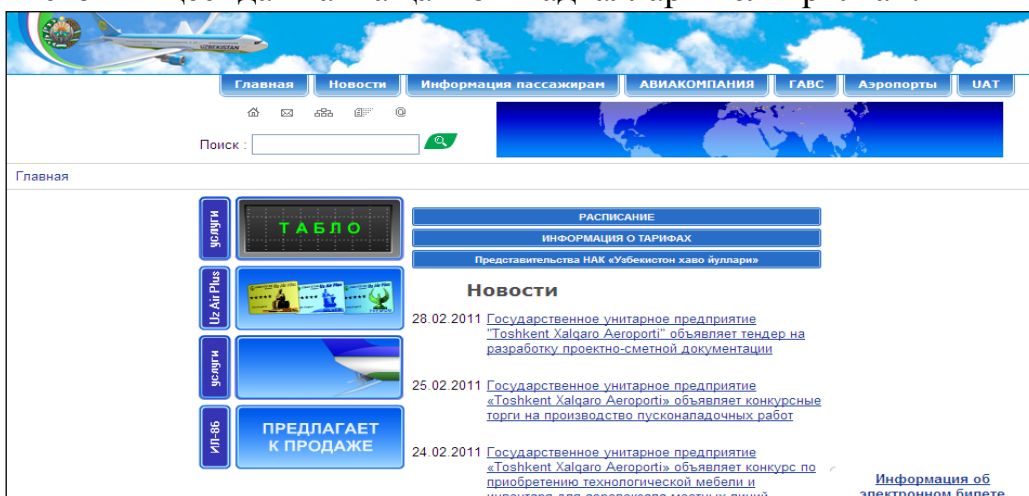 UZBEKISTAN
Главная Новости Информация пассажирам АВИАКОМПАНИЯ ГАВС Аэропорты UAT
Поиск :
Главная
услуги
ТАБЛО
РАСПИСАНИЕ
ИНФОРМАЦИЯ О ТАРИФАХ
Представительства НАК «Узбекистон хаво йуллари»
Uz Air Plus
Новости
28.02.2011 Государственное унитарное предприятие
"Toshkent Xalqaro Aeroporti" объявляет тендер на
разработку проектно-сметной документации
услуги
25.02.2011 Государственное унитарное предприятие
«Toshkent Xalqaro Aeroporti» объявляет конкурсные
торги на производство пусконаладочных работ
ИЛ-86
ПРЕДЛАГАЕТ
К ПРОДАЖЕ
24.02.2011 Государственное унитарное предприятие
«Toshkent Xalqaro Aeroporti» объявляет конкурс по
приобретению технологической мебели и
Информация об
электронном билете